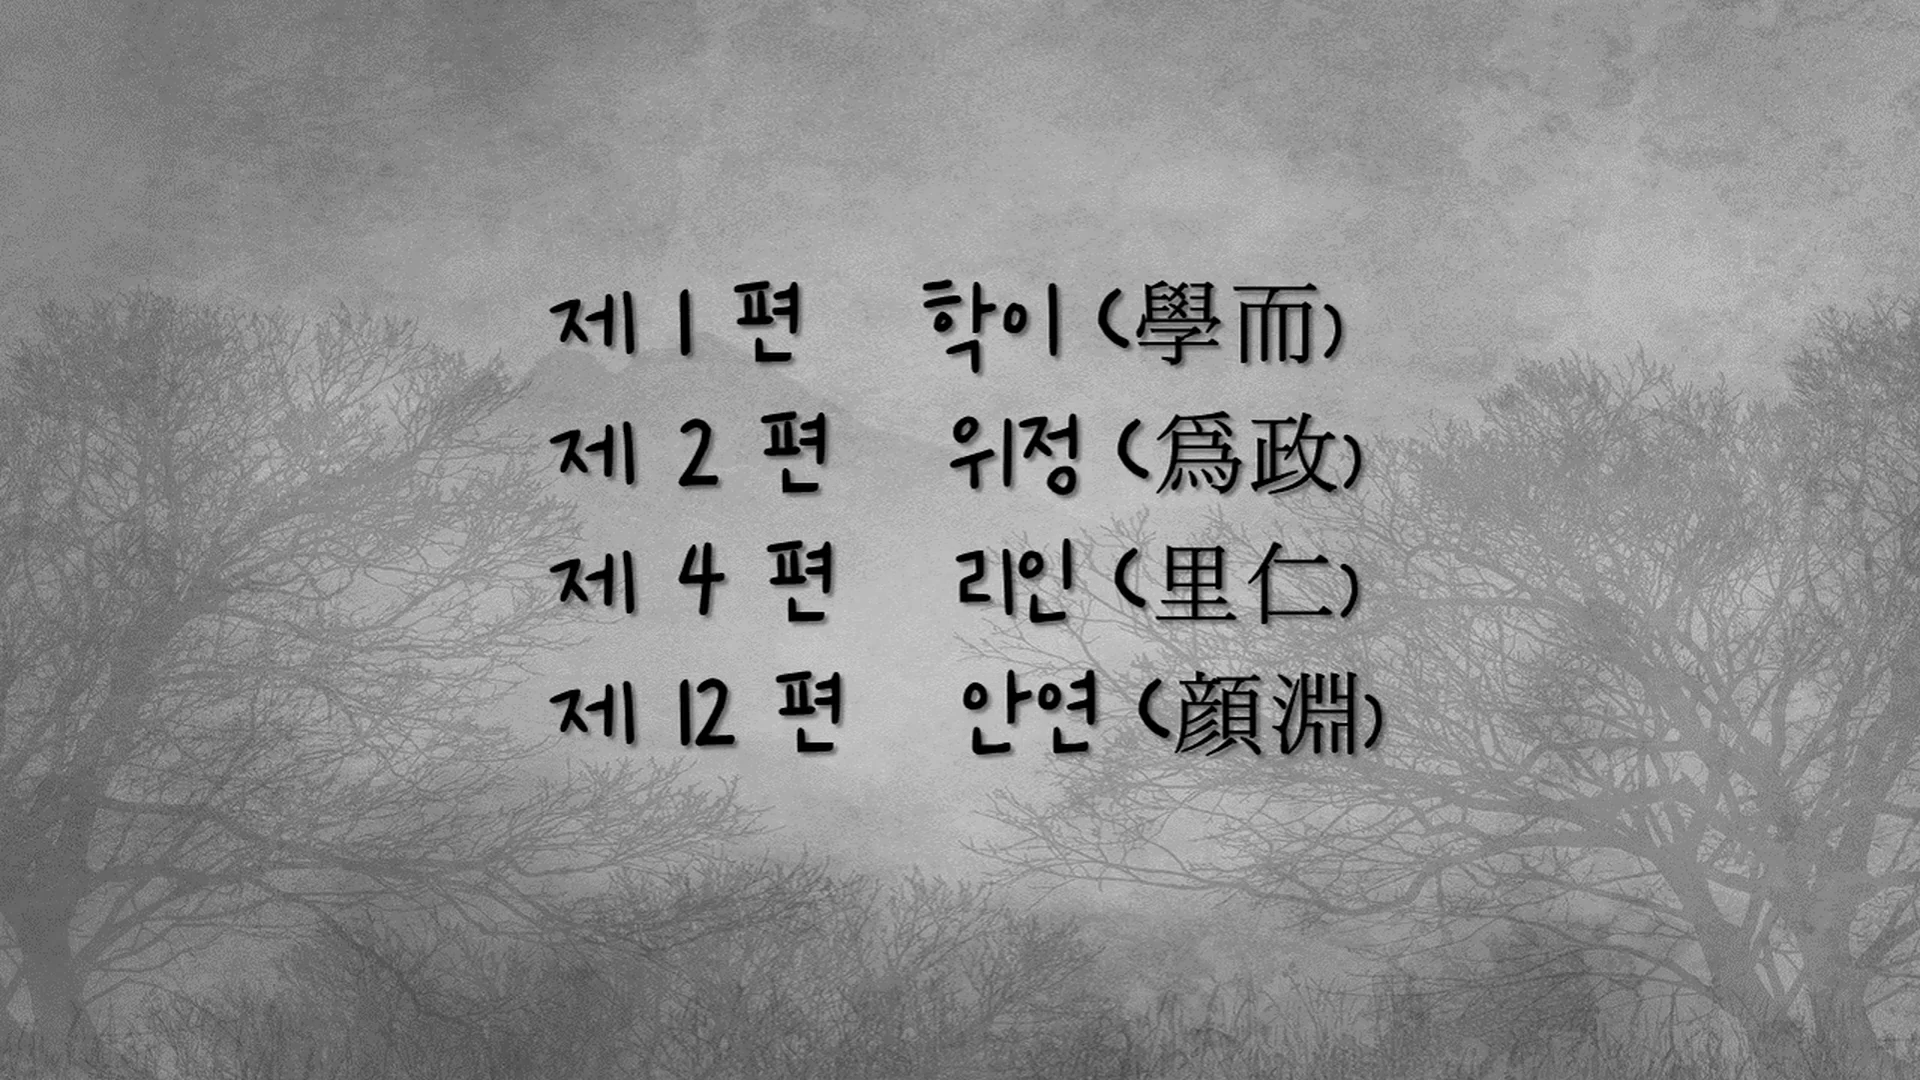 제 1 편 학이 (學而)
제 2 편 위정 (爲政)
제 4 편 리인 (里仁)
제 12 편 안연 (顔淵)